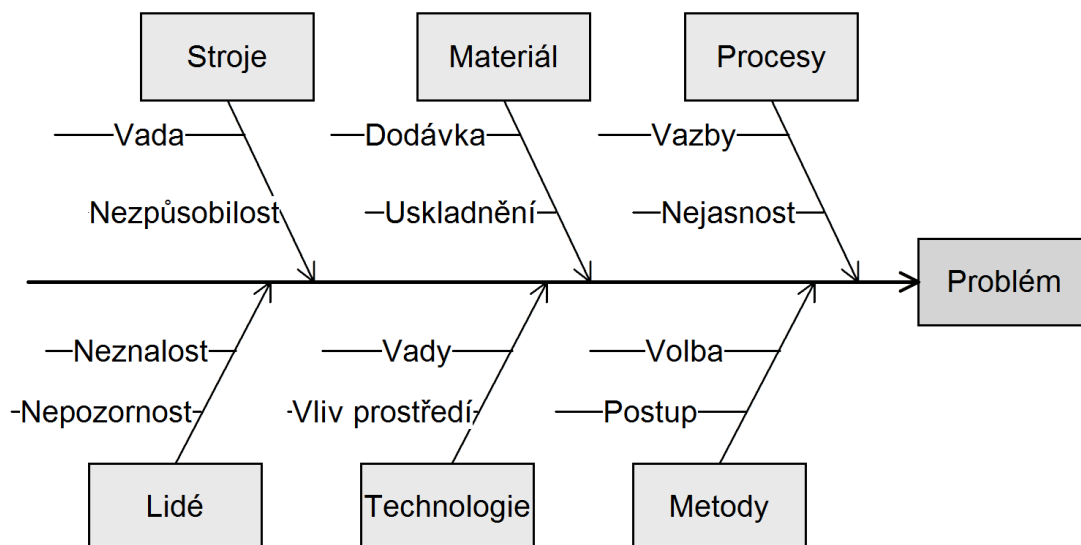 Stroje
Materiál
Procesy
Vada
Dodávka
Vazby
Nezpůsobilost
Uskladnění
Nejasnost
Problém
Neznalost
Vady
Volba
Nepozornost
Vliv prostředí
Postup
Lidé
Technologie
Metody